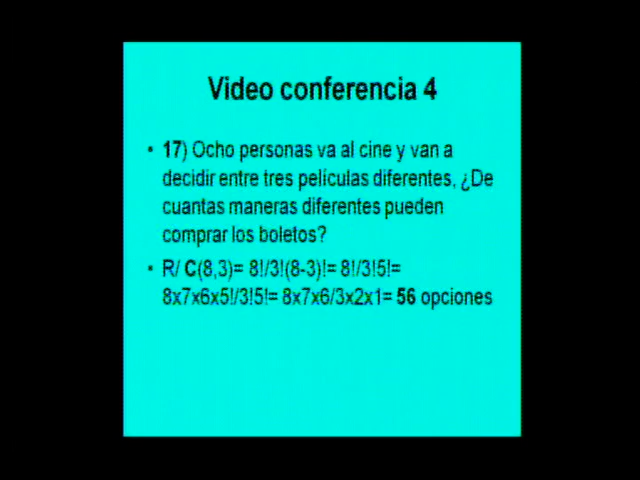 Video conferencia 4
• 17) Ocho personas va al cine y van a
decidir entre tres películas diferentes, ¿De
cuantas maneras diferentes pueden
comprar los boletos?
• R/ C(8,3)= 8!/3!(8-3)!= 8!/3!5!=
8x7x6x5!/3!5!= 8x7x6/3x2x1= 56 opciones